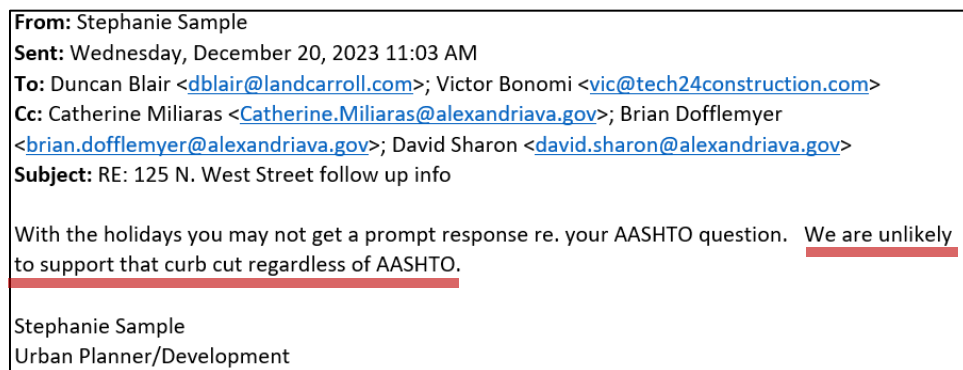 From: Stephanie Sample
Sent: Wednesday, December 20, 2023 11:03 AM
To: Duncan Blair <dblair@landcarroll.com>; Victor Bonomi <vic@tech24construction.com>
Cc: Catherine Miliaras <Catherine.Miliaras@alexandriava.gov>; Brian Dofflemyer
<brian.dofflemyer@alexandriava.gov>; David Sharon <david.sharon@alexandriava.gov>
Subject: RE: 125 N. West Street follow up info
With the holidays you may not get a prompt response re. your AASHTO question. We are unlikely
to support that curb cut regardless of AASHTO.
Stephanie Sample
Urban Planner/Development